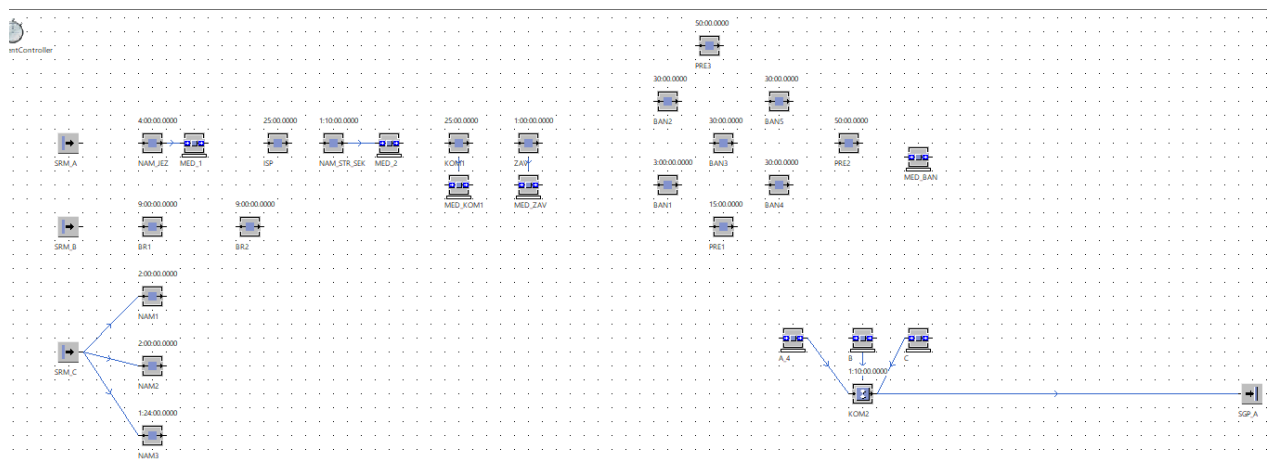 50:00.0000
entController
PRE3
30:00.0000 30:00.0000
BAN2 BAN5
4:00:00.0000 25:00.0000 1:10:00.0000 25:00.0000 1:00:00.0000 30:00.0000 50:00.0000
SRM_A NAM_JEZ MED_1 ISP NAM_STR_SEK MED_2 KOM1 ZAV BAN3 PRE2
3:00:00.0000 30:00.0000 MED_BAN
MED_KOM1 MED_ZAV BAN1 BAN4
9:00:00.0000 9:00:00.0000 15:00.0000
SRM_B BR1 BR2 PRE1
2:00:00.0000
NAM1
2:00:00.0000
A_4 B C
SRM_C
1:10:00.0000
NAM2
1:24:00.0000
KOM2 SGP_A
NAM3